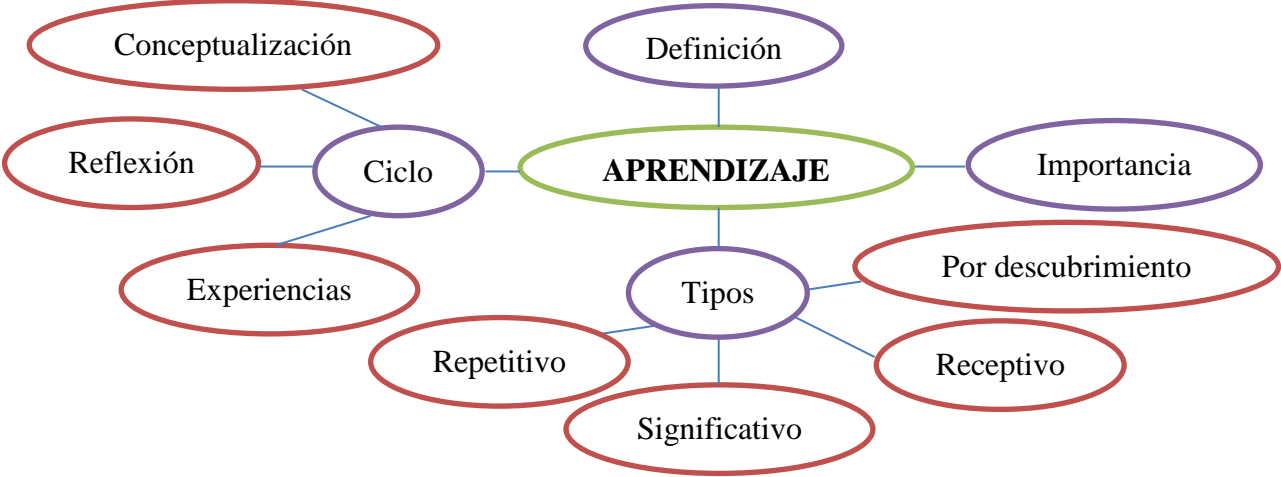 Conceptualización
Definición
Reflexión
Ciclo
APRENDIZAJE
Importancia
Experiencias
Tipos
Por descubrimiento
Repetitivo
Receptivo
Significativo